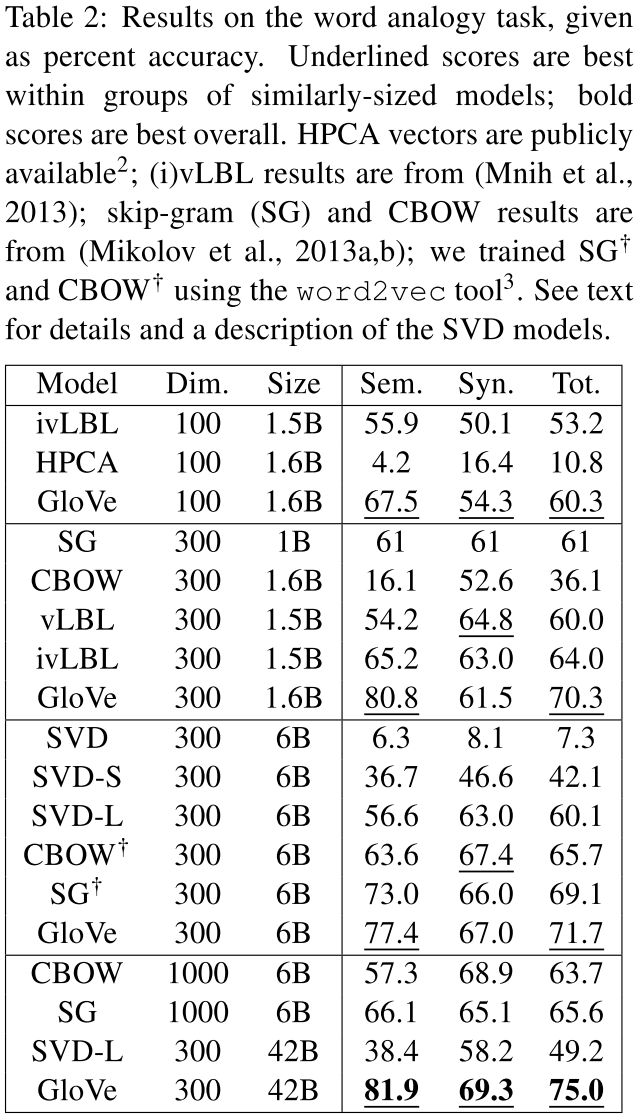 Table 2: Results on the word analogy task, given
as percent accuracy. Underlined scores are best
within groups of similarly-sized models; bold
scores are best overall. HPCA vectors are publicly
available²; (i)vLBL results are from (Mnih et al.,
2013); skip-gram (SG) and CBOW results are
from (Mikolov et al., 2013a,b); we trained SG†
and CBOW† using the word2vec tool³. See text
for details and a description of the SVD models.
Model Dim. Size Sem. Syn. Tot.
ivLBL 100 1.5B 55.9 50.1 53.2
HPCA 100 1.6B 4.2 16.4 10.8
GloVe 100 1.6B 67.5 54.3 60.3
SG 300 1B 61 61 61
CBOW 300 1.6B 16.1 52.6 36.1
vLBL 300 1.5B 54.2 64.8 60.0
ivLBL 300 1.5B 65.2 63.0 64.0
GloVe 300 1.6B 80.8 61.5 70.3
SVD 300 6B 6.3 8.1 7.3
SVD-S 300 6B 36.7 46.6 42.1
SVD-L 300 6B 56.6 63.0 60.1
CBOW† 300 6B 63.6 67.4 65.7
SG† 300 6B 73.0 66.0 69.1
GloVe 300 6B 77.4 67.0 71.7
CBOW 1000 6B 57.3 68.9 63.7
SG 1000 6B 66.1 65.1 65.6
SVD-L 300 42B 38.4 58.2 49.2
GloVe 300 42B 81.9 69.3 75.0